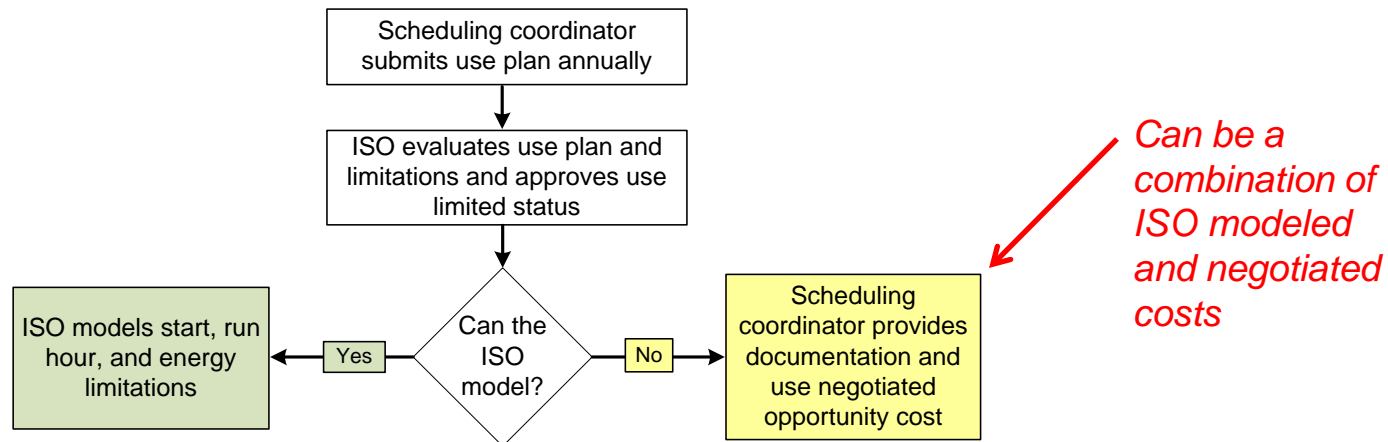 Scheduling coordinator
submits use plan annually
ISO evaluates use plan and
limitations and approves use
limited status
Can the
ISO
model?
Yes
No
ISO models start, run
hour, and energy
limitations
Scheduling
coordinator provides
documentation and
use negotiated
opportunity cost
Can be a
combination of
ISO modeled
and negotiated
costs